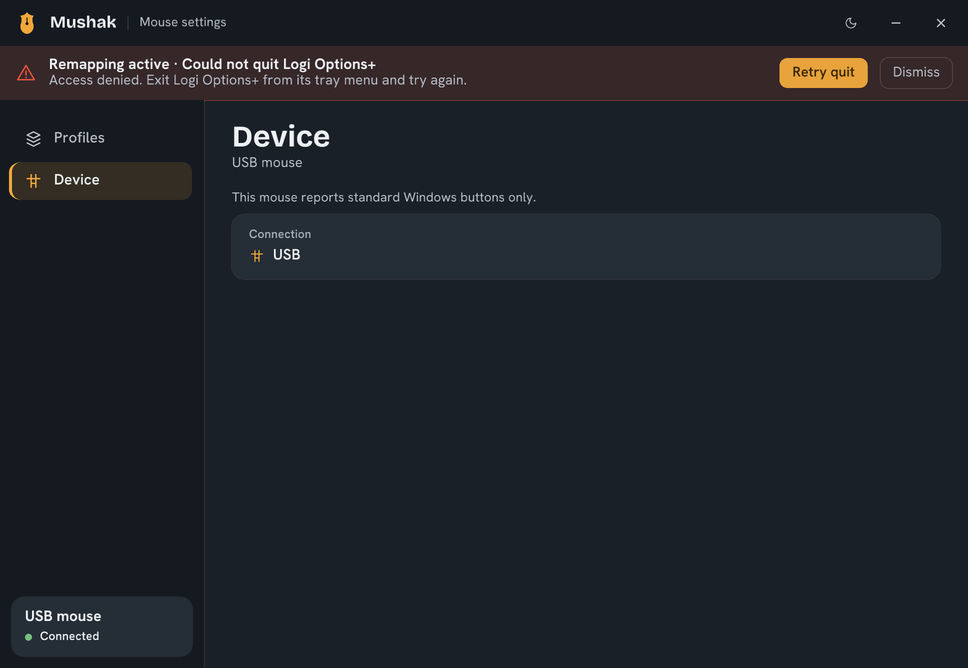 Mushak | Mouse settings
Remapping active · Could not quit Logi Options+
Access denied. Exit Logi Options+ from its tray menu and try again.
Retry quit
Dismiss
Profiles
Device
Device
USB mouse
This mouse reports standard Windows buttons only.
Connection
USB
USB mouse
Connected